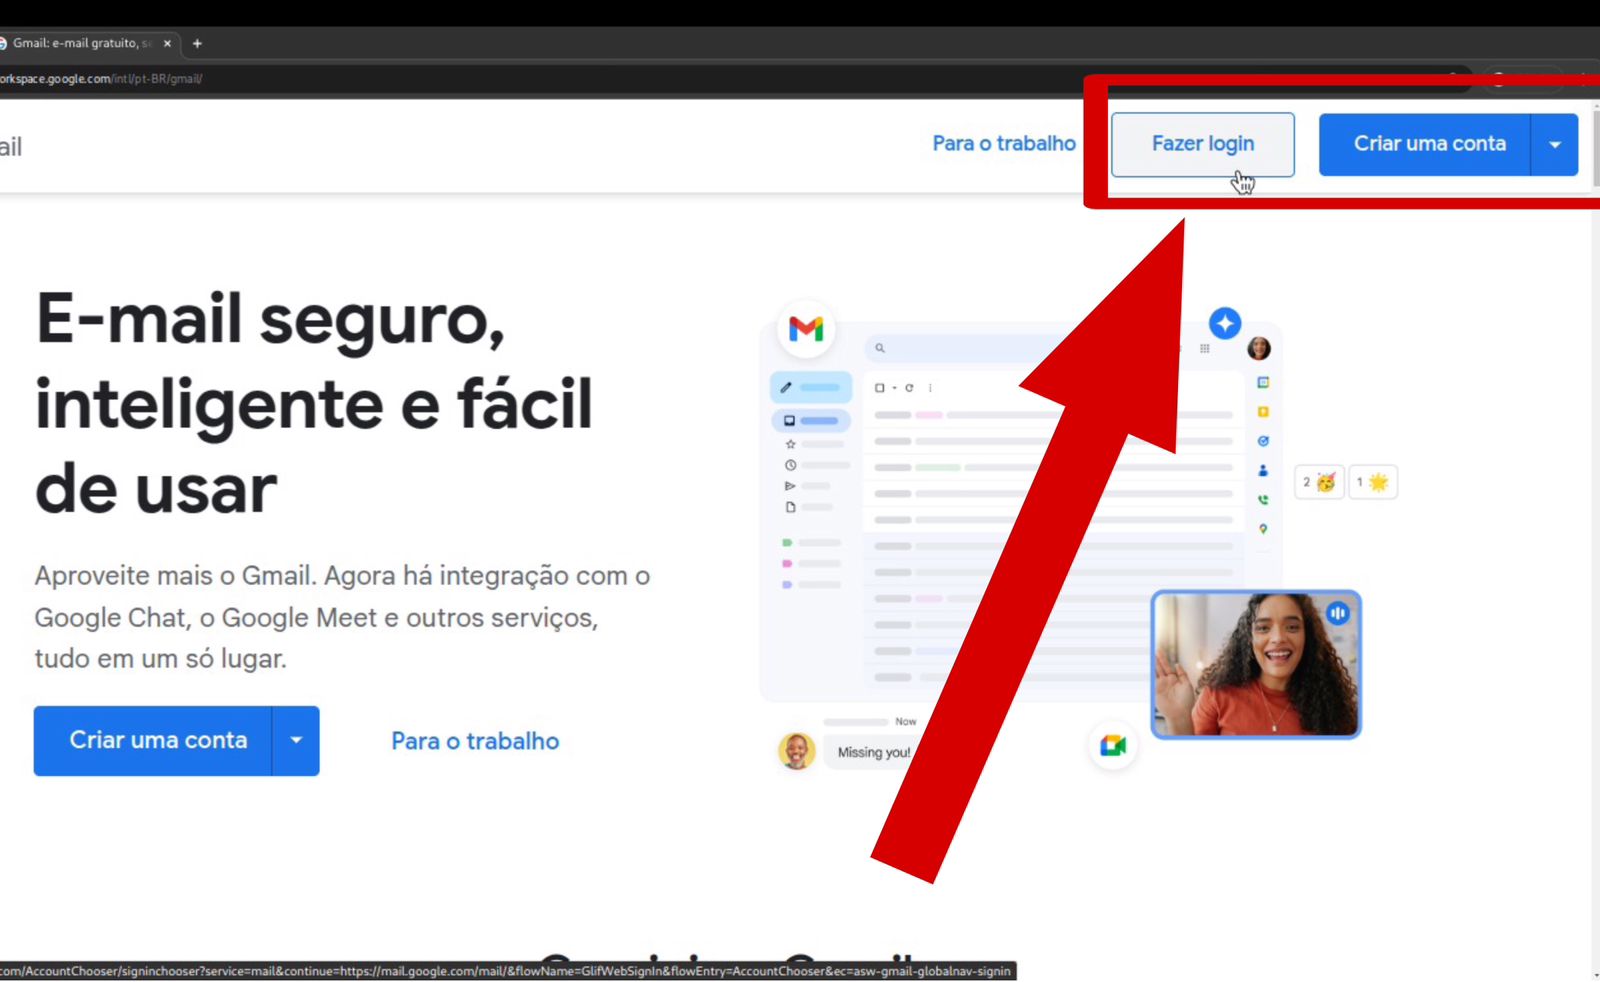 Gmail: e-mail gratuito, se
orkspace.google.com/intl/pt-BR/gmail/
ail
Para o trabalho
Fazer login
Criar uma conta
E-mail seguro,
inteligente e fácil
de usar
Aproveite mais o Gmail. Agora há integração com o
Google Chat, o Google Meet e outros serviços,
tudo em um só lugar.
Criar uma conta
Para o trabalho
2
1
Now
Missing you!
com/AccountChooser/signinchooser?service=mail&continue=https://mail.google.com/mail/&flowName=GlifWebSignIn&flowEntry=AccountChooser&ec=asw-gmail-globalnav-signin